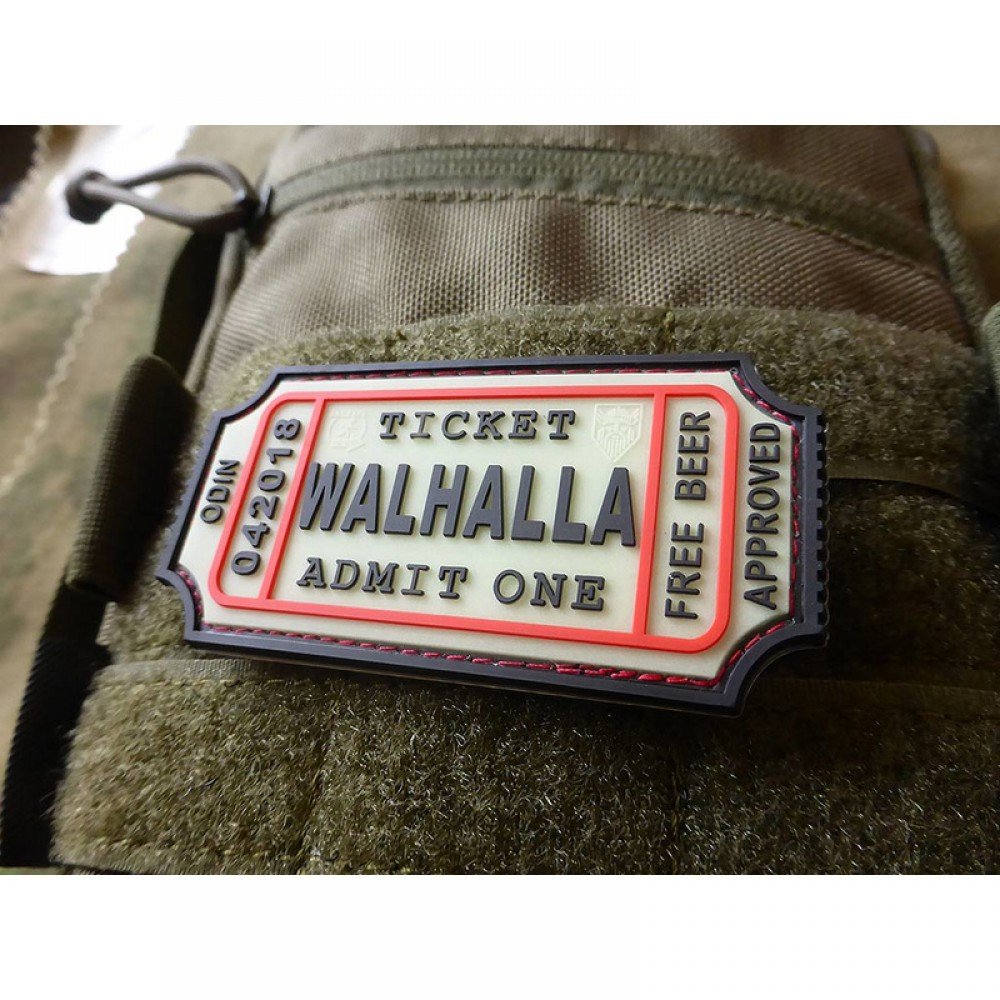 ODIN
042018
TICKET
WALHALLA
ADMIT ONE
FREE BEER
APPROVED